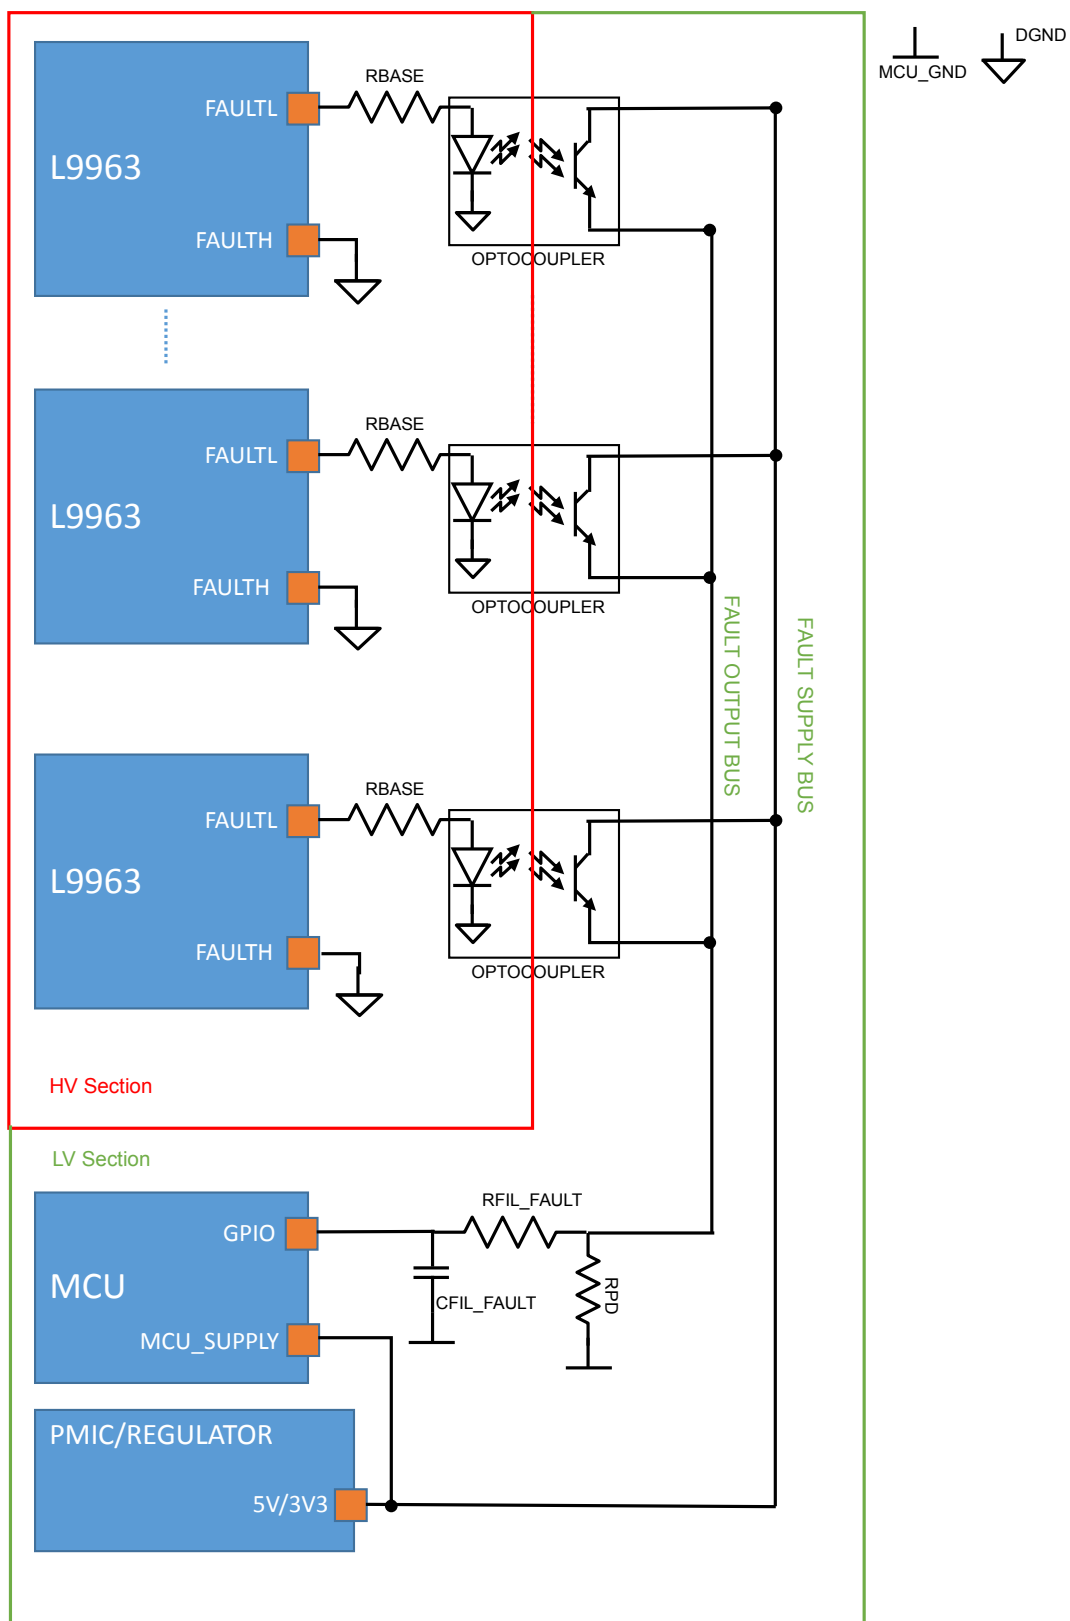 DGND
MCU_GND
RBASE
FAULTL
L9963
FAULTH
OPTOCOUPLER
RBASE
FAULTL
L9963
FAULTH
OPTOCOUPLER
FAULT OUTPUT BUS
FAULT SUPPLY BUS
RBASE
FAULTL
L9963
FAULTH
OPTOCOUPLER
HV Section
LV Section
RFIL_FAULT
GPIO
MCU
RPD
CFIL_FAULT
MCU_SUPPLY
PMIC/REGULATOR
5V/3V3